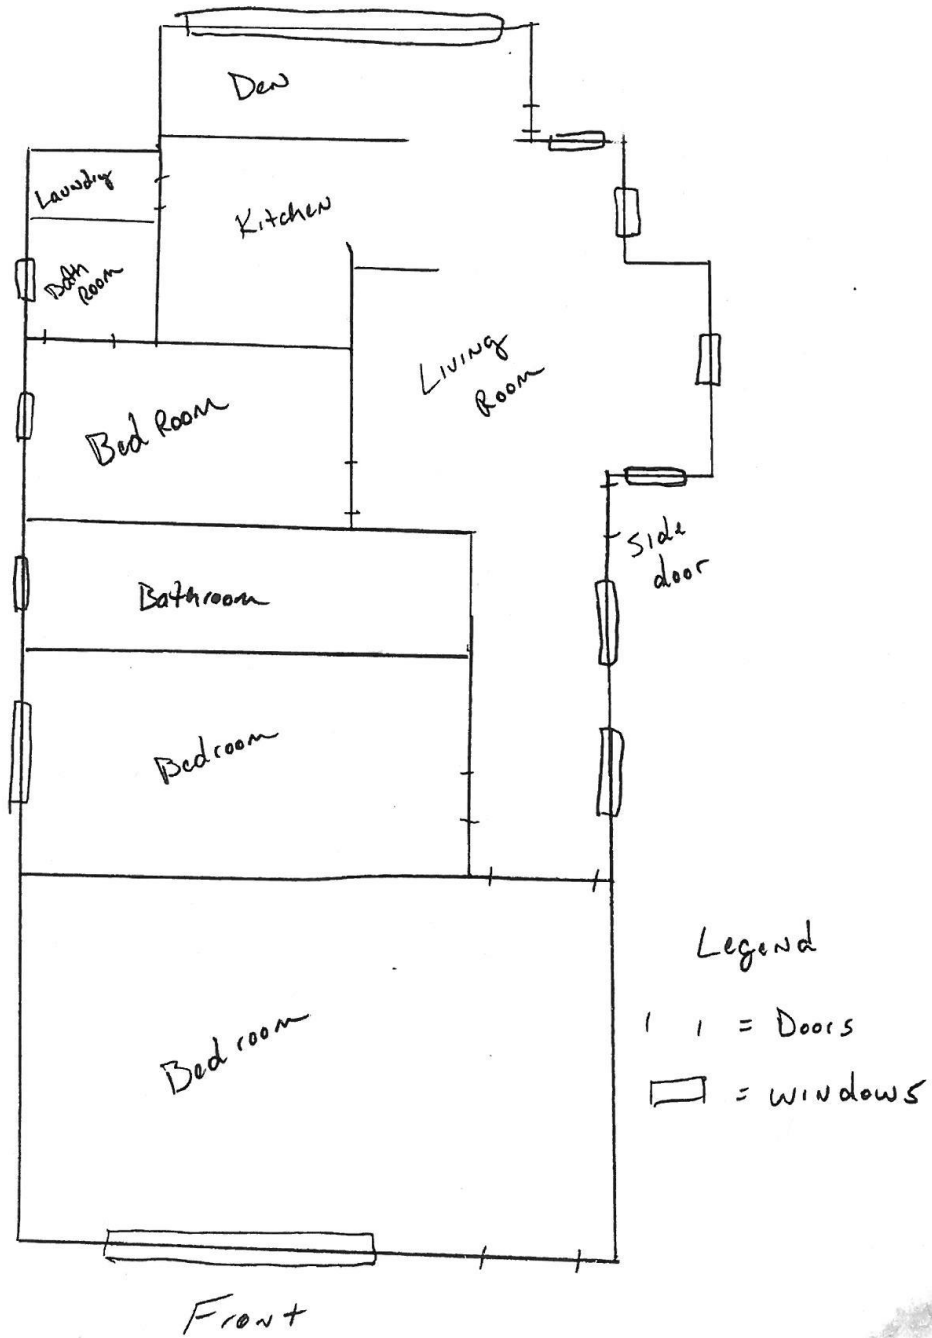 Den
Laundry
Kitchen
Bath
Room
Living
Room
Bed Room
Side
door
Bathroom
Bedroom
Legend
Bedroom
ı ı = Doors
= windows
Front